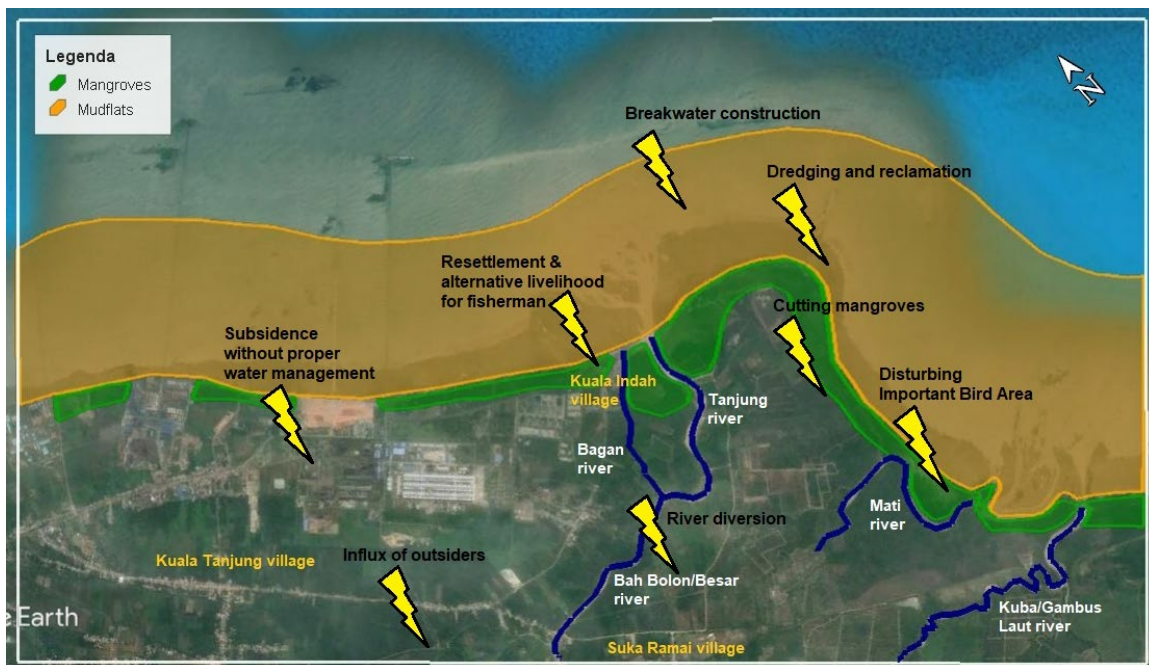 Legenda
Mangroves
Mudflats
N
Breakwater construction
Dredging and reclamation
Resettlement &
alternative livelihood
for fisherman
Cutting mangroves
Subsidence
without proper
water management
Disturbing
Important Bird Area
Kuala Indah
village
Tanjung
river
Bagan
river
Mati
river
River diversion
Kuala Tanjung village
Influx of outsiders
Bah Bolon/Besar
river
Kuba/Gambus
Laut river
e Earth
Suka Ramai village